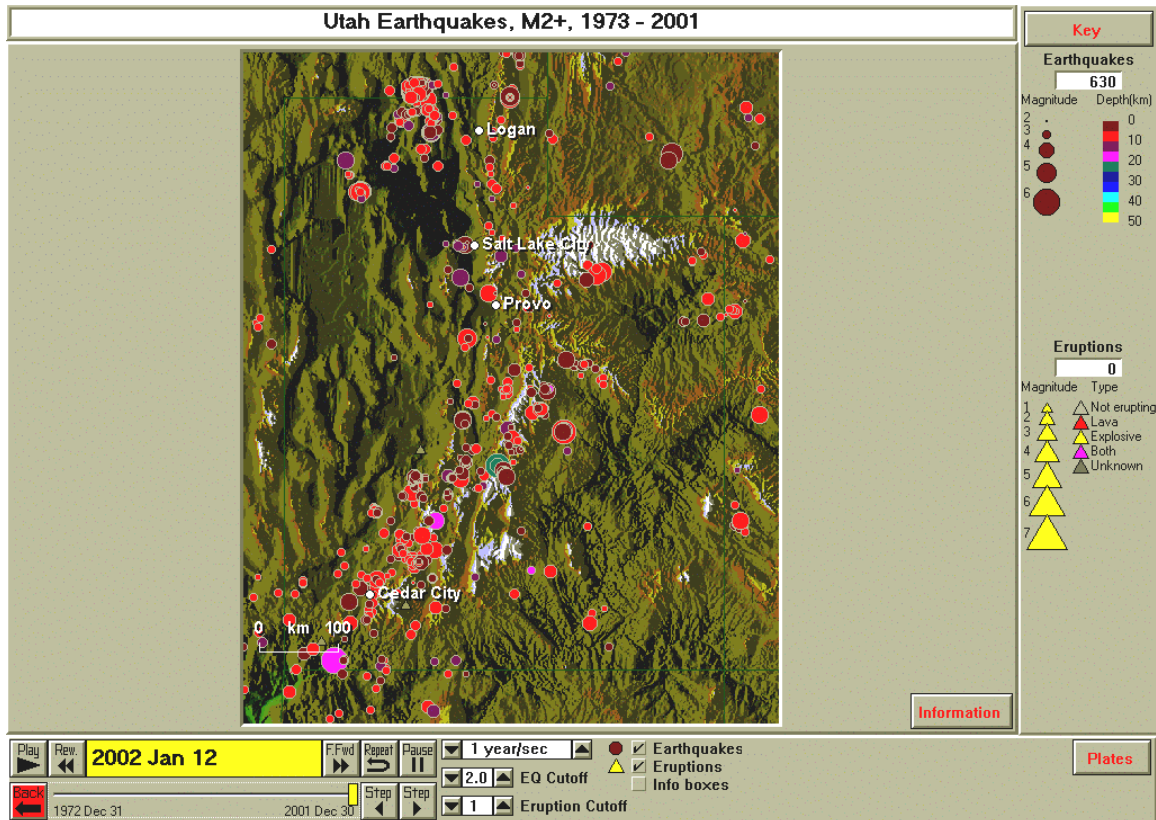 Utah Earthquakes, M2+, 1973 - 2001
Key
Earthquakes
630
Magnitude Depth(km)
2
3
4
5
6
0
10
20
30
40
50
Logan
Salt Lake City
Provo
Cedar City
0 km 100
Eruptions
0
Magnitude Type
1
2
3
4
5
6
7
Not erupting
Lava
Explosive
Both
Unknown
Information
Play
Rew.
2002 Jan 12
F.Fwd
Repeat
Pause
1 year/sec
Earthquakes
Eruptions
Info boxes
2.0 EQ Cutoff
1 Eruption Cutoff
Plates
Back
1972 Dec 31
2001 Dec 30
Step
Step